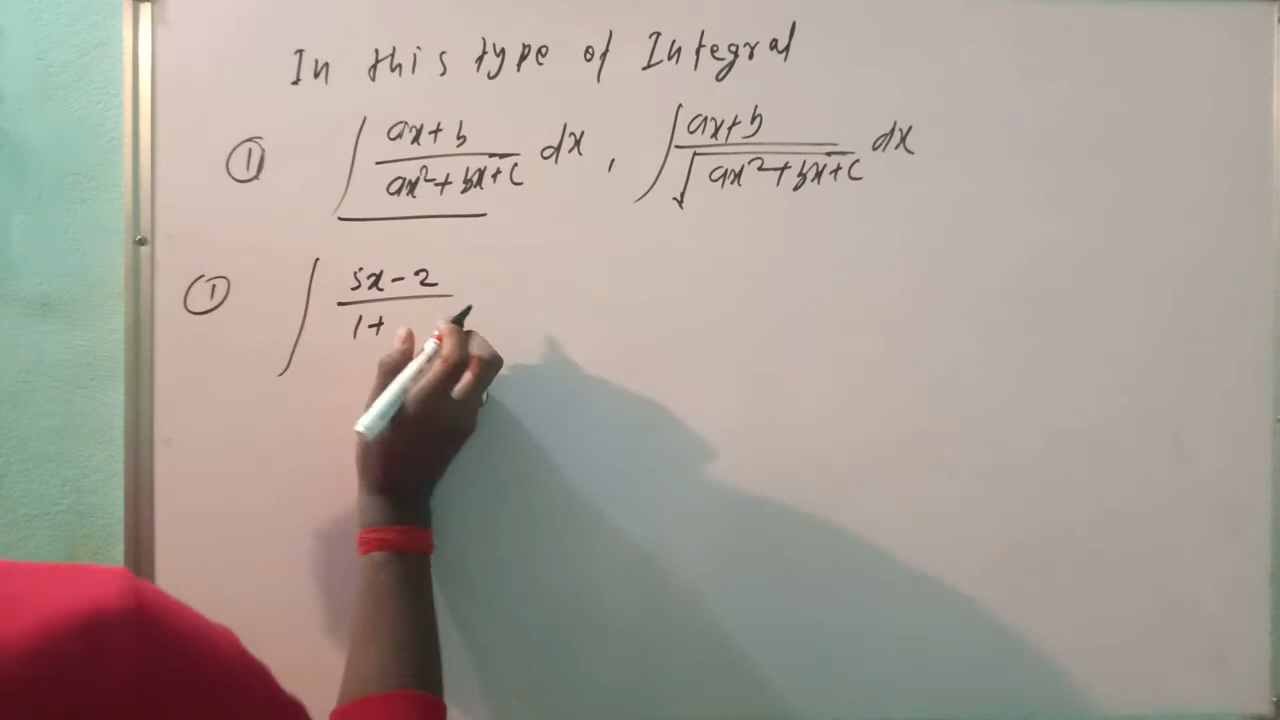 In this type of Integral
① ∫ ax+b / ax²+bx+c dx , ∫ ax+b / √ax²+bx+c dx
① ∫ 5x-2 / 1+